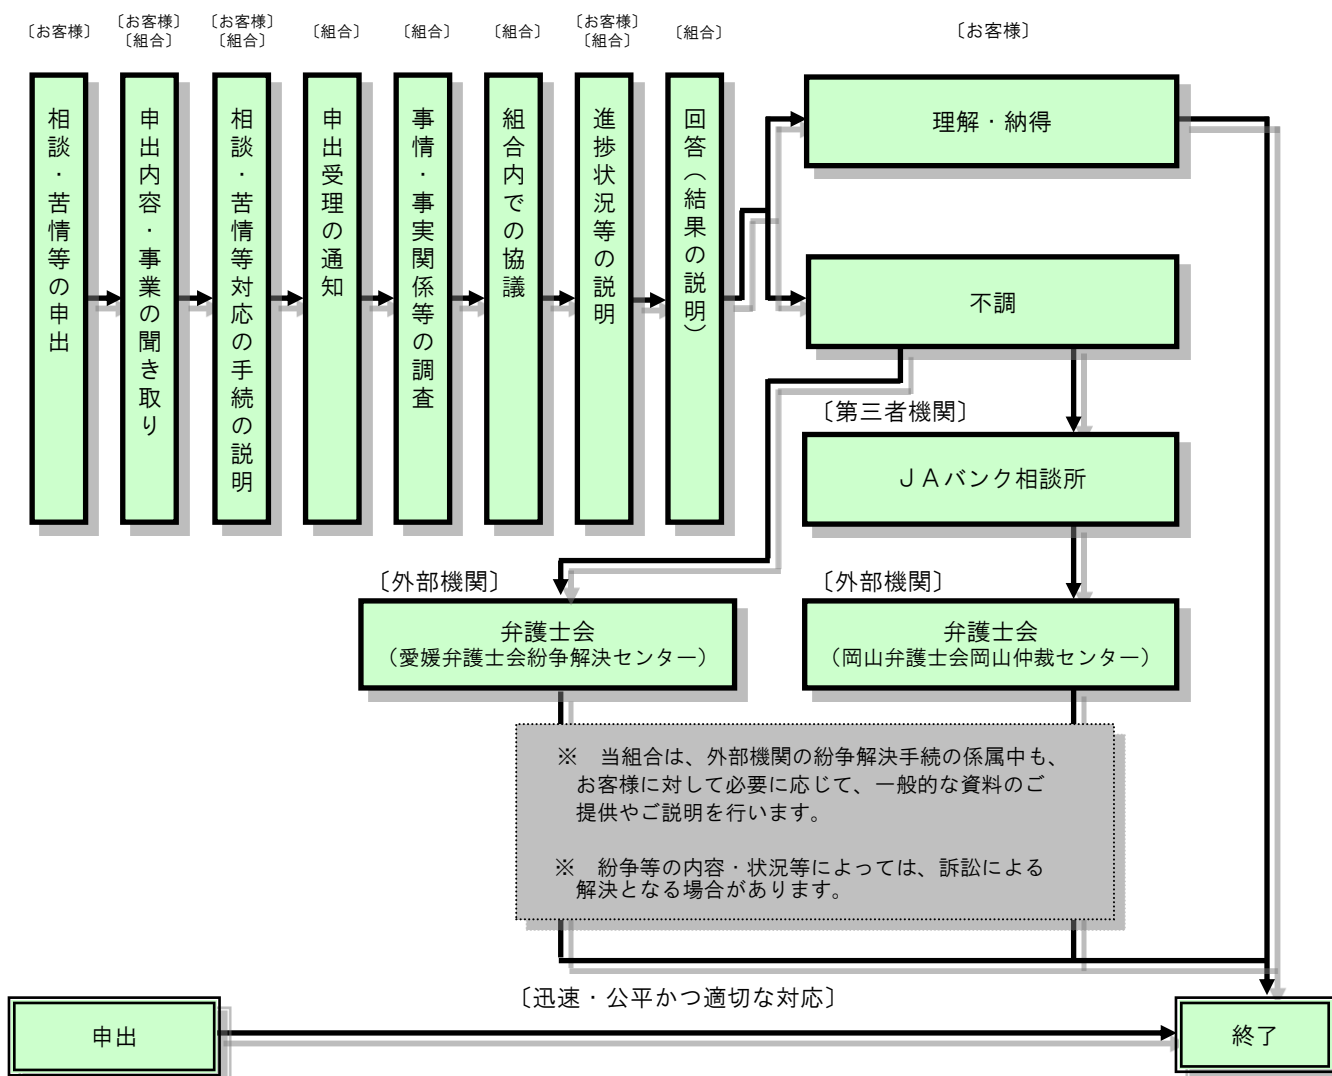 〔お客様〕
〔お客様〕
〔組合〕
〔お客様〕
〔組合〕
〔組合〕
〔組合〕
〔組合〕
〔お客様〕
〔組合〕
〔組合〕
〔お客様〕
相談・苦情等の申出
申出内容・事業の聞き取り
相談・苦情等対応の手続の説明
申出受理の通知
事情・事実関係等の調査
組合内での協議
進捗状況等の説明
回答（結果の説明）
理解・納得
不調
〔第三者機関〕
ＪＡバンク相談所
〔外部機関〕
弁護士会
（愛媛弁護士会紛争解決センター）
〔外部機関〕
弁護士会
（岡山弁護士会岡山仲裁センター）
※　当組合は、外部機関の紛争解決手続の係属中も、
お客様に対して必要に応じて、一般的な資料のご
提供やご説明を行います。
※　紛争等の内容・状況等によっては、訴訟による
解決となる場合があります。
〔迅速・公平かつ適切な対応〕
申出
終了